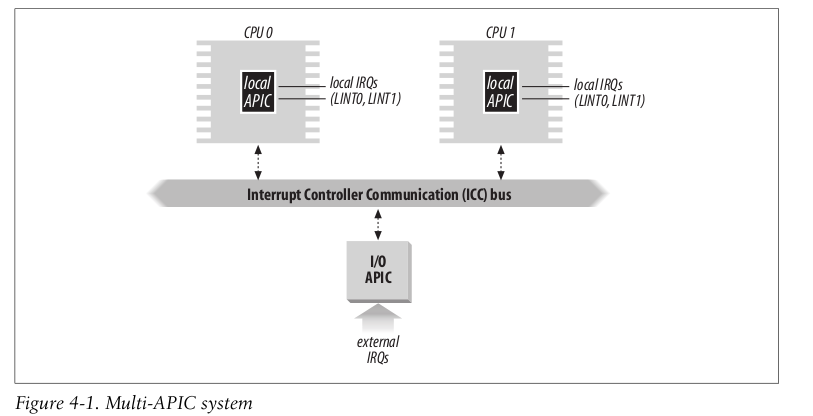 CPU 0
CPU 1
local
APIC
local IRQs
(LINT0, LINT1)
local
APIC
local IRQs
(LINT0, LINT1)
Interrupt Controller Communication (ICC) bus
I/O
APIC
external
IRQs
Figure 4-1. Multi-APIC system